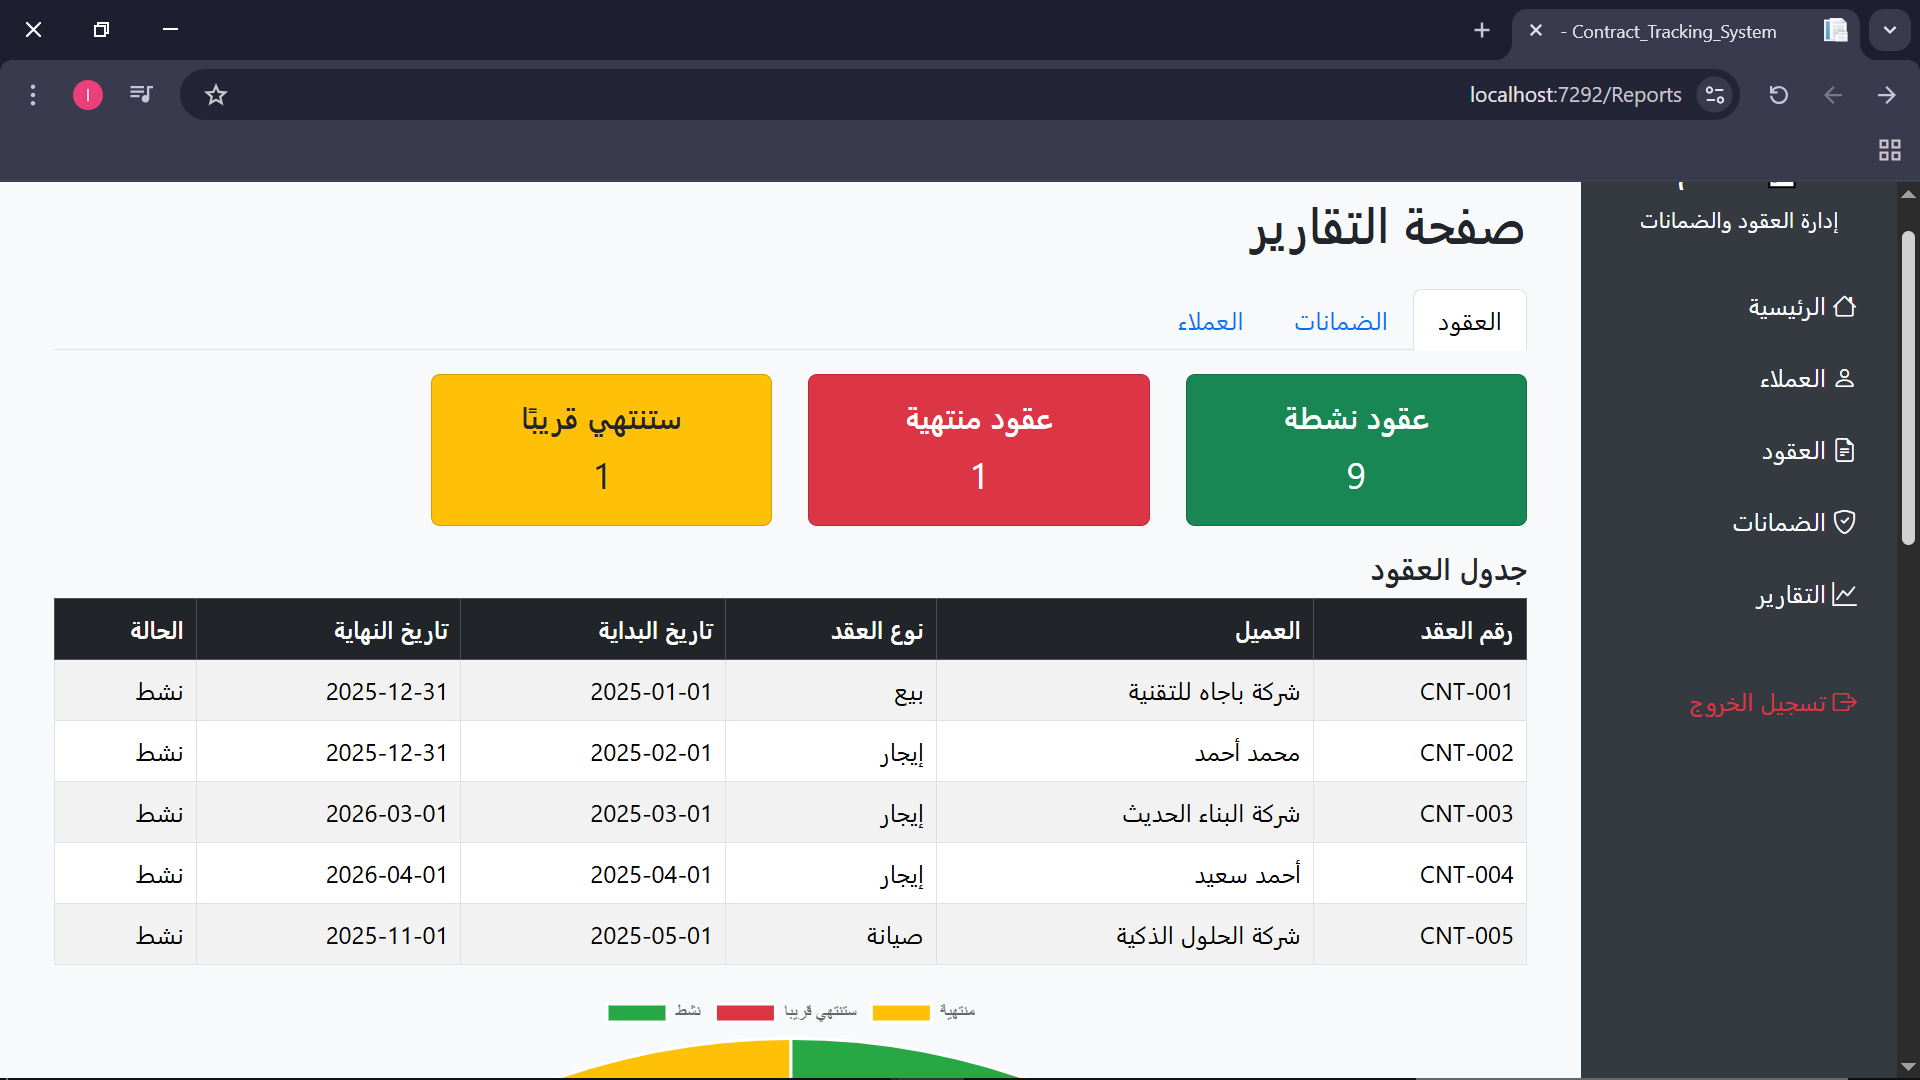 - Contract_Tracking_System
localhost:7292/Reports
I
إدارة العقود والضمانات
الرئيسية
العملاء
العقود
الضمانات
التقارير
تسجيل الخروج
صفحة التقارير
العقود الضمانات العملاء
عقود نشطة
9
عقود منتهية
1
ستنتهي قريبًا
1
جدول العقود
رقم العقد العميل نوع العقد تاريخ البداية تاريخ النهاية الحالة
CNT-001 شركة باجاه للتقنية بيع 2025-01-01 2025-12-31 نشط
CNT-002 محمد أحمد إيجار 2025-02-01 2025-12-31 نشط
CNT-003 شركة البناء الحديث إيجار 2025-03-01 2026-03-01 نشط
CNT-004 أحمد سعيد إيجار 2025-04-01 2026-04-01 نشط
CNT-005 شركة الحلول الذكية صيانة 2025-05-01 2025-11-01 نشط
منتهية ستنتهي قريبا نشط